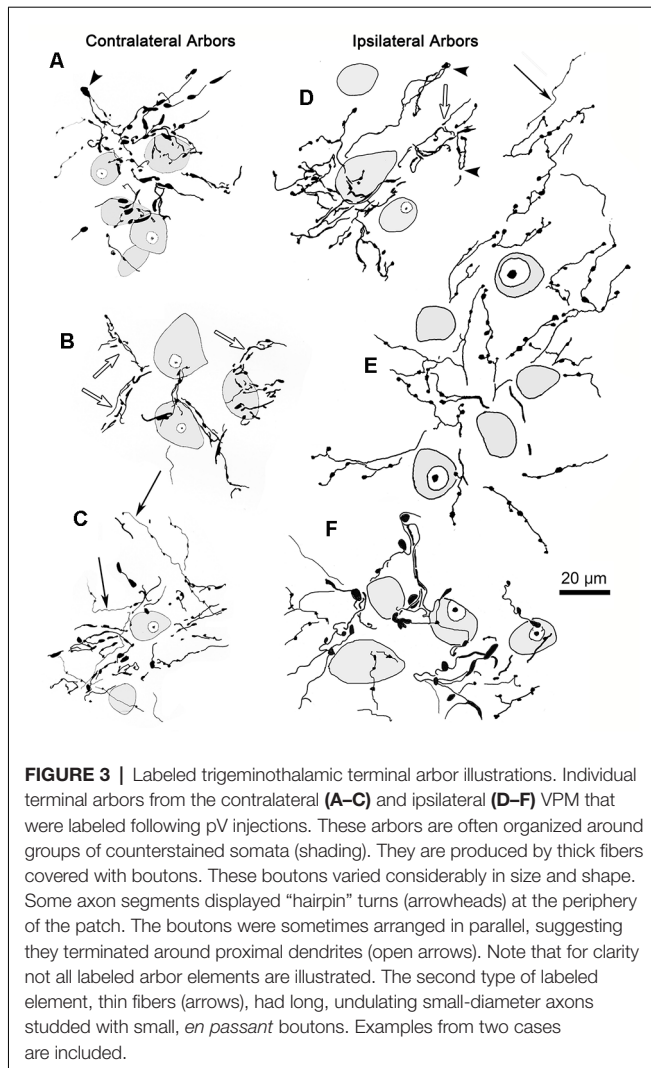 Contralateral Arbors
Ipsilateral Arbors
A
D
B
E
C
F
20 µm
FIGURE 3 | Labeled trigeminothalamic terminal arbor illustrations. Individual
terminal arbors from the contralateral (A–C) and ipsilateral (D–F) VPM that
were labeled following pV injections. These arbors are often organized around
groups of counterstained somata (shading). They are produced by thick fibers
covered with boutons. These boutons varied considerably in size and shape.
Some axon segments displayed “hairpin” turns (arrowheads) at the periphery
of the patch. The boutons were sometimes arranged in parallel, suggesting
they terminated around proximal dendrites (open arrows). Note that for clarity
not all labeled arbor elements are illustrated. The second type of labeled
element, thin fibers (arrows), had long, undulating small-diameter axons
studded with small, en passant boutons. Examples from two cases
are included.